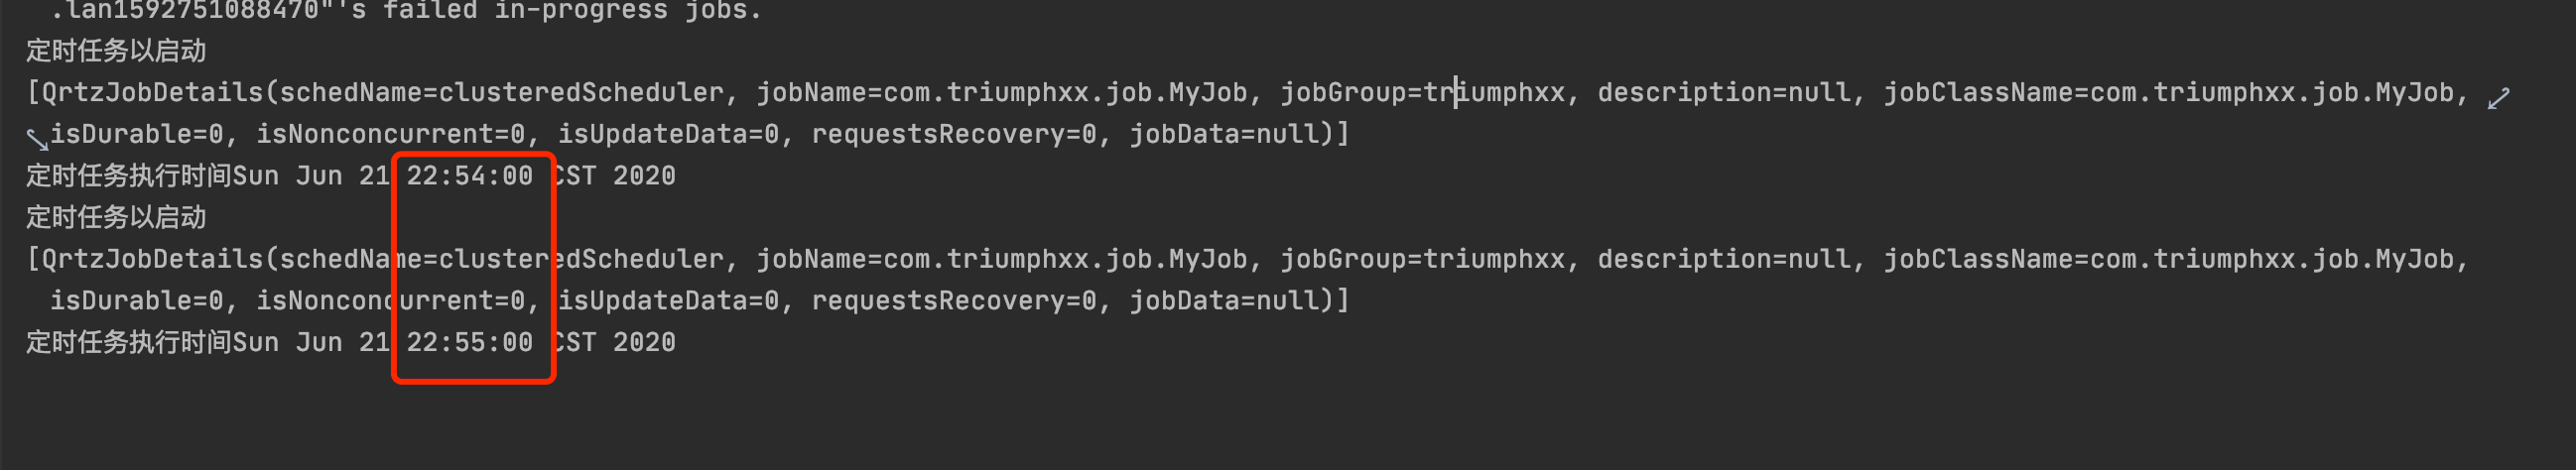 .lan1592751088470"'s failed in-progress jobs.
定时任务以启动
[QrtzJobDetails(schedName=clusteredScheduler, jobName=com.triumphxx.job.MyJob, jobGroup=triumphxx, description=null, jobClassName=com.triumphxx.job.MyJob,
isDurable=0, isNonconcurrent=0, isUpdateData=0, requestsRecovery=0, jobData=null)]
定时任务执行时间Sun Jun 21 22:54:00 CST 2020
定时任务以启动
[QrtzJobDetails(schedName=clusteredScheduler, jobName=com.triumphxx.job.MyJob, jobGroup=triumphxx, description=null, jobClassName=com.triumphxx.job.MyJob,
isDurable=0, isNonconcurrent=0, isUpdateData=0, requestsRecovery=0, jobData=null)]
定时任务执行时间Sun Jun 21 22:55:00 CST 2020